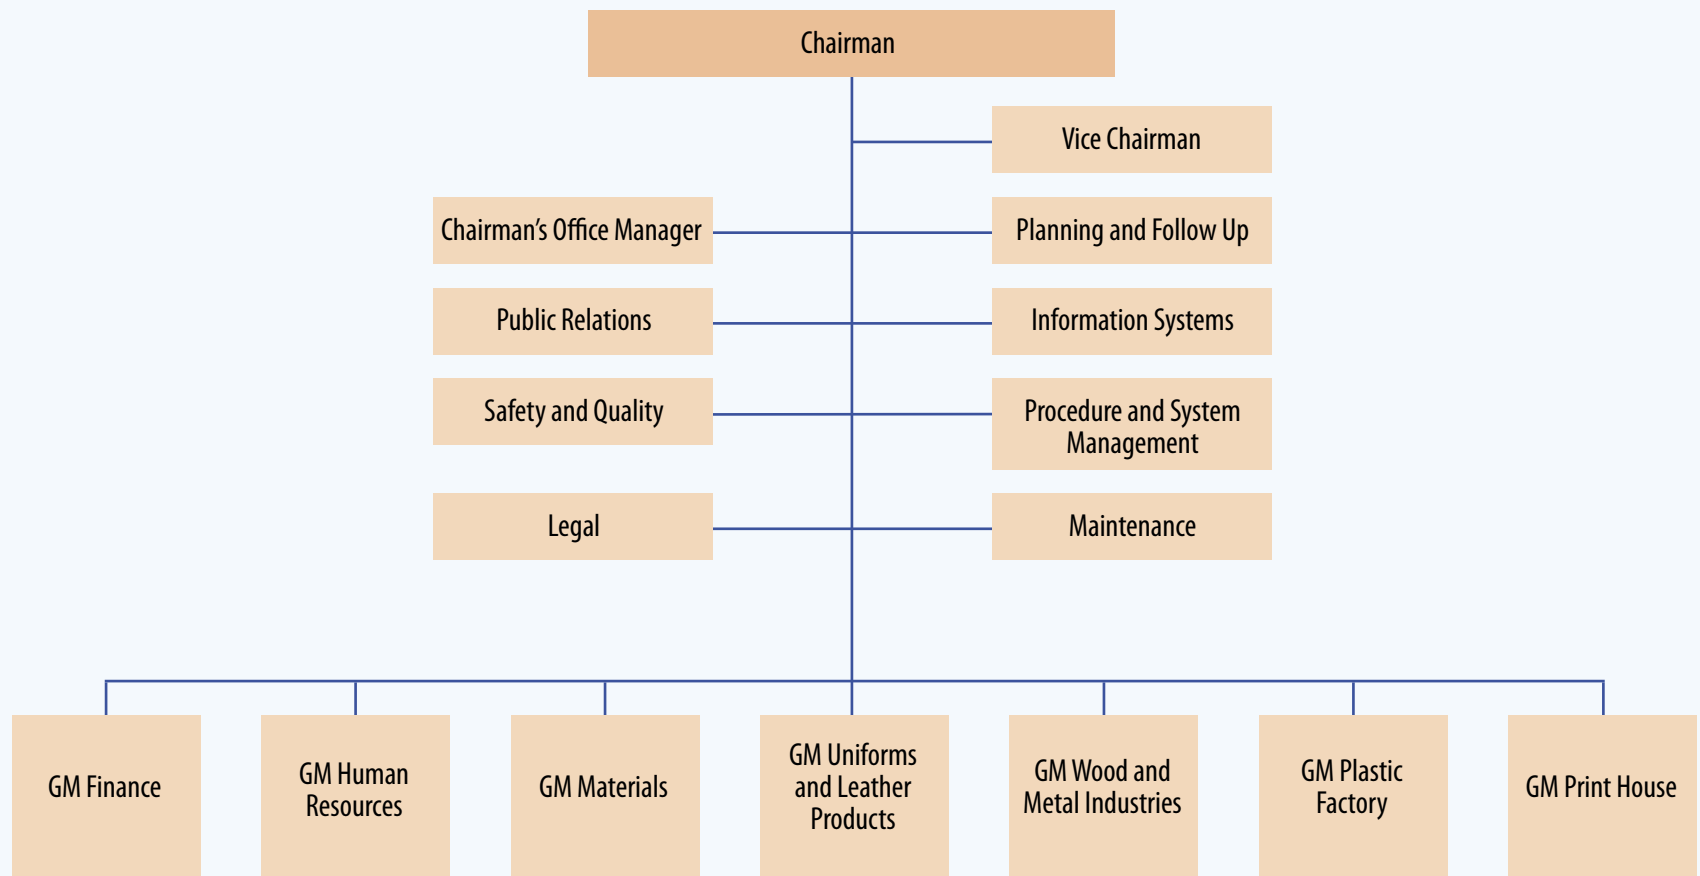 Chairman
Vice Chairman
Chairman’s Office Manager
Planning and Follow Up
Public Relations
Information Systems
Safety and Quality
Procedure and System
Management
Legal
Maintenance
GM Finance
GM Human
Resources
GM Materials
GM Uniforms
and Leather
Products
GM Wood and
Metal Industries
GM Plastic
Factory
GM Print House